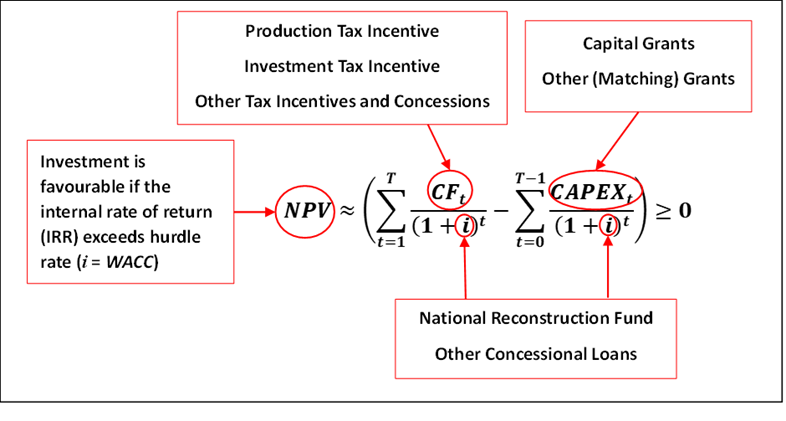 Production Tax Incentive
Investment Tax Incentive
Other Tax Incentives and Concessions
Capital Grants
Other (Matching) Grants
Investment is
favourable if the
internal rate of return
(IRR) exceeds hurdle
rate (i = WACC)
NPV ≈ ( ∑_{t=1}^{T} CF_t / (1 + i)^t − ∑_{t=0}^{T−1} CAPEX_t / (1 + i)^t ) ≥ 0
National Reconstruction Fund
Other Concessional Loans